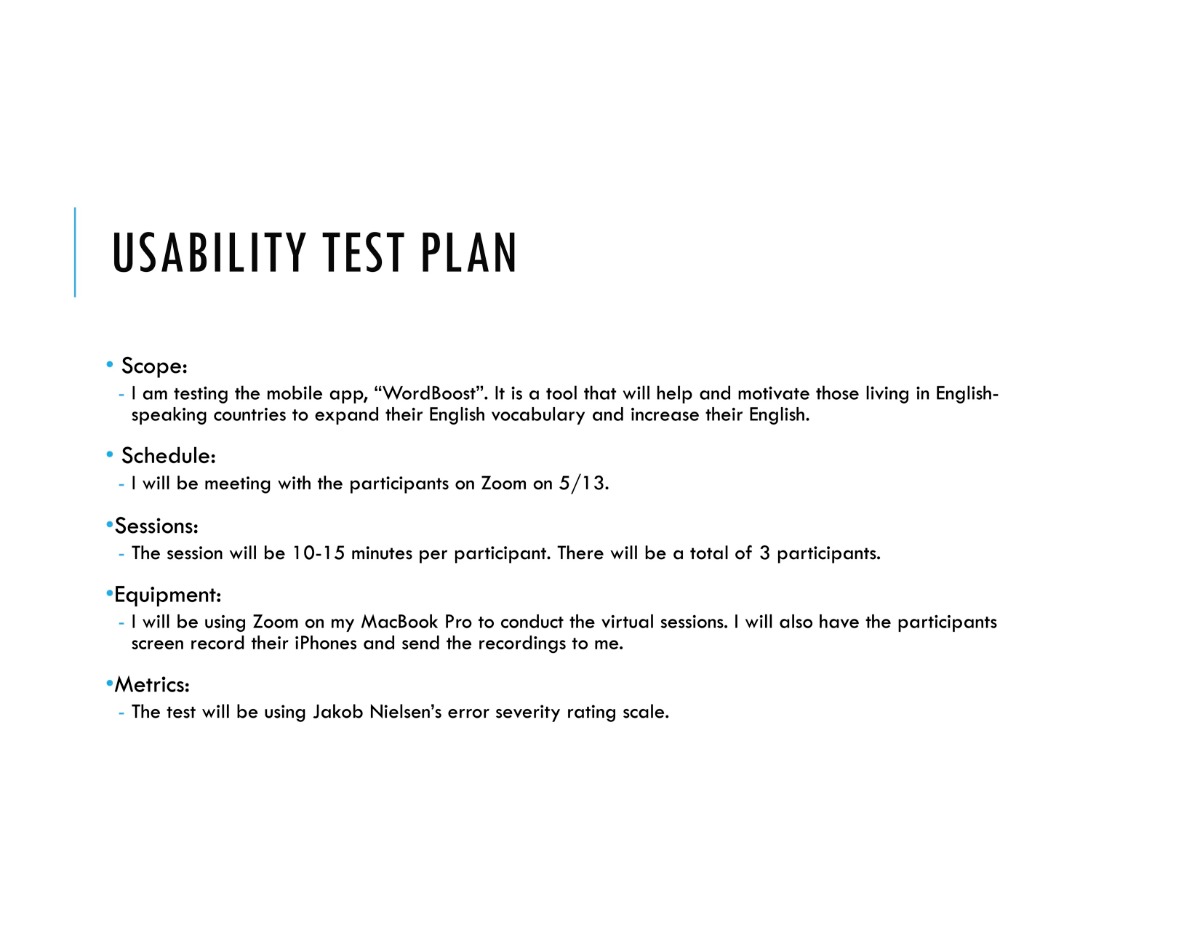 USABILITY TEST PLAN
• Scope:
- I am testing the mobile app, “WordBoost”. It is a tool that will help and motivate those living in English-
speaking countries to expand their English vocabulary and increase their English.
• Schedule:
- I will be meeting with the participants on Zoom on 5/13.
•Sessions:
- The session will be 10-15 minutes per participant. There will be a total of 3 participants.
•Equipment:
- I will be using Zoom on my MacBook Pro to conduct the virtual sessions. I will also have the participants
screen record their iPhones and send the recordings to me.
•Metrics:
- The test will be using Jakob Nielsen’s error severity rating scale.